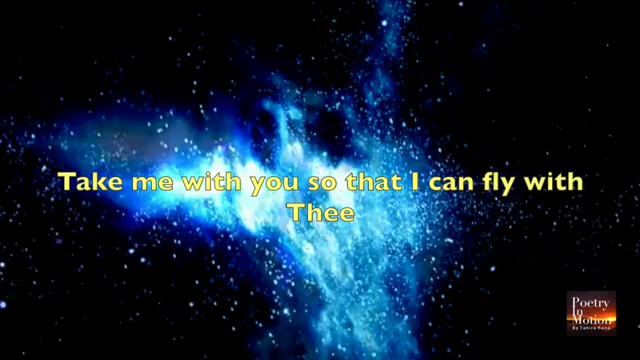 Take me with you so that I can fly with
Thee
Poetry
In
Motion
By Tahira Rana